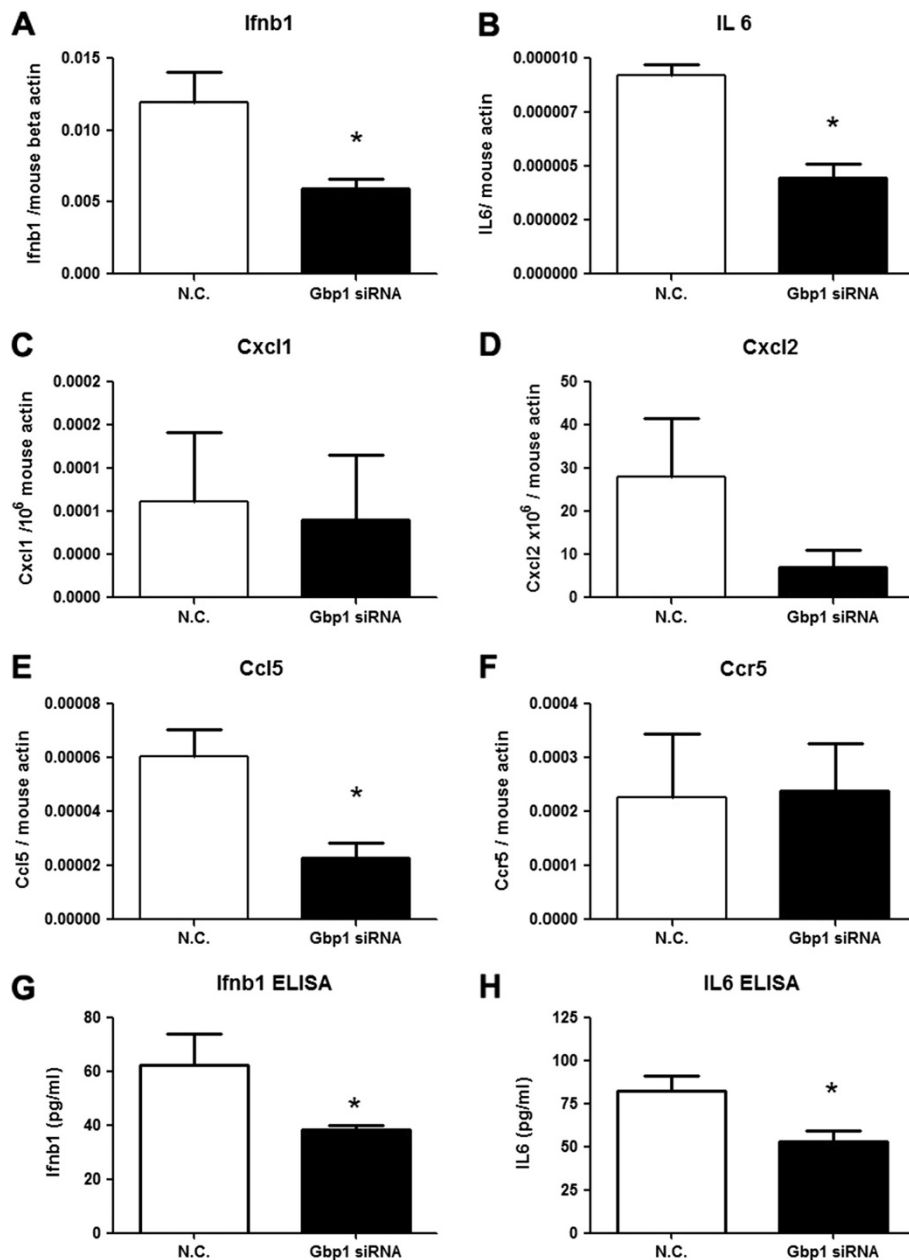 A
Ifnb1
Ifnb1 /mouse beta actin
0.015
0.010
0.005
0.000
*
N.C.
Gbp1 siRNA
B
IL 6
IL6/ mouse actin
0.000010
0.000007
0.000005
0.000002
0.000000
*
N.C.
Gbp1 siRNA
C
Cxcl1
Cxcl1 /10⁶ mouse actin
0.0002
0.0002
0.0001
0.0001
0.0000
0.0000
N.C.
Gbp1 siRNA
D
Cxcl2
Cxcl2 x10⁶ / mouse actin
50
40
30
20
10
0
N.C.
Gbp1 siRNA
E
Ccl5
Ccl5 / mouse actin
0.00008
0.00006
0.00004
0.00002
0.00000
*
N.C.
Gbp1 siRNA
F
Ccr5
Ccr5 / mouse actin
0.0004
0.0003
0.0002
0.0001
0.0000
N.C.
Gbp1 siRNA
G
Ifnb1 ELISA
Ifnb1 (pg/ml)
80
60
40
20
0
*
N.C.
Gbp1 siRNA
H
IL6 ELISA
IL6 (pg/ml)
125
100
75
50
25
0
*
N.C.
Gbp1 siRNA